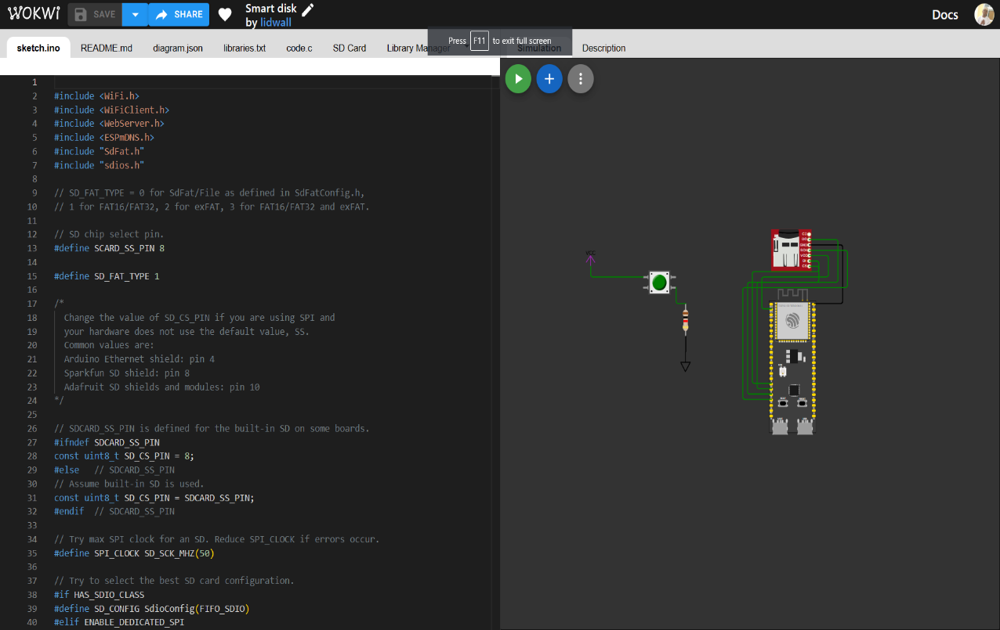 WOKWI
SAVE
SHARE
Smart disk
by lidwall
Docs
Press F11 to exit full screen
sketch.ino
README.md
diagram.json
libraries.txt
code.c
SD Card
Library Manager
Simulation
Description
1
2 #include <WiFi.h>
3 #include <WiFiClient.h>
4 #include <WebServer.h>
5 #include <ESPmDNS.h>
6 #include "SdFat.h"
7 #include "sdios.h"
8
9 // SD_FAT_TYPE = 0 for SdFat/File as defined in SdFatConfig.h,
10 // 1 for FAT16/FAT32, 2 for exFAT, 3 for FAT16/FAT32 and exFAT.
11
12 // SD chip select pin.
13 #define SCARD_SS_PIN 8
14
15 #define SD_FAT_TYPE 1
16
17 /*
18 Change the value of SD_CS_PIN if you are using SPI and
19 your hardware does not use the default value, SS.
20 Common values are:
21 Arduino Ethernet shield: pin 4
22 Sparkfun SD shield: pin 8
23 Adafruit SD shields and modules: pin 10
24 */
25
26 // SDCARD_SS_PIN is defined for the built-in SD on some boards.
27 #ifndef SDCARD_SS_PIN
28 const uint8_t SD_CS_PIN = 8;
29 #else // SDCARD_SS_PIN
30 // Assume built-in SD is used.
31 const uint8_t SD_CS_PIN = SDCARD_SS_PIN;
32 #endif // SDCARD_SS_PIN
33
34 // Try max SPI clock for an SD. Reduce SPI_CLOCK if errors occur.
35 #define SPI_CLOCK SD_SCK_MHZ(50)
36
37 // Try to select the best SD card configuration.
38 #if HAS_SDIO_CLASS
39 #define SD_CONFIG SdioConfig(FIFO_SDIO)
40 #elif ENABLE_DEDICATED_SPI
VCC
CD
DO
GND
SCK
VCC
DI
CS